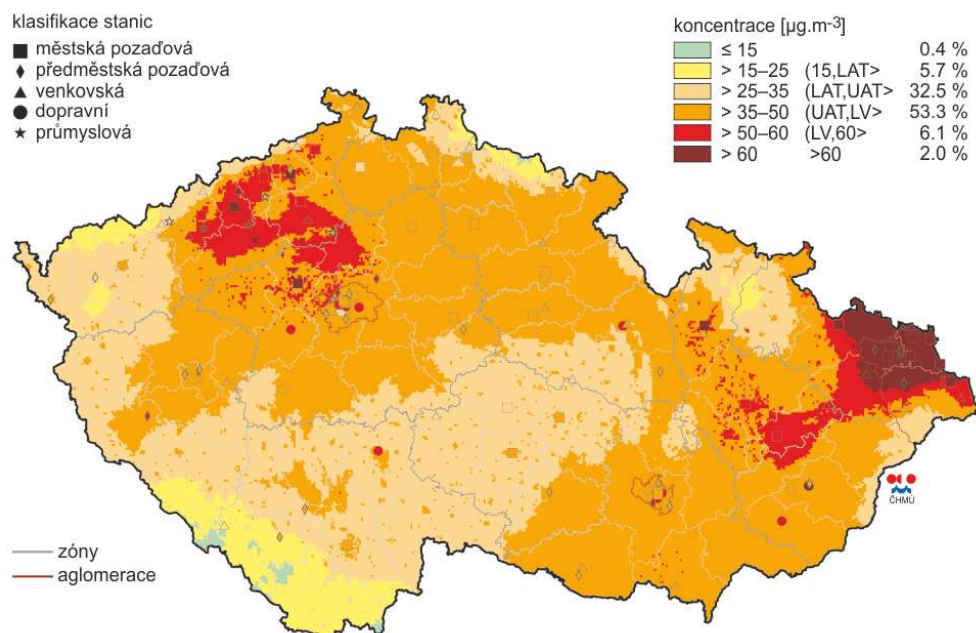 klasifikace stanic
městská pozaďová
předměstská pozaďová
venkovská
dopravní
průmyslová
koncentrace [µg.m-3]
≤ 15 0.4 %
> 15–25 (15,LAT> 5.7 %
> 25–35 (LAT,UAT> 32.5 %
> 35–50 (UAT,LV> 53.3 %
> 50–60 (LV,60> 6.1 %
> 60 >60 2.0 %
ČHMÚ
zóny
aglomerace